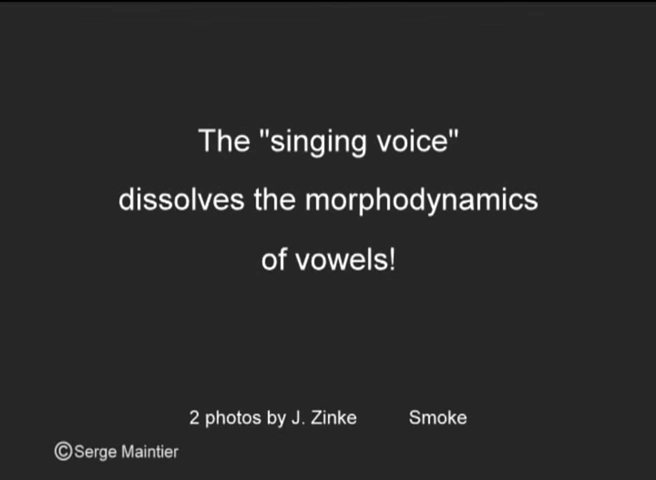 The "singing voice"
dissolves the morphodynamics
of vowels!
2 photos by J. Zinke Smoke
©Serge Maintier